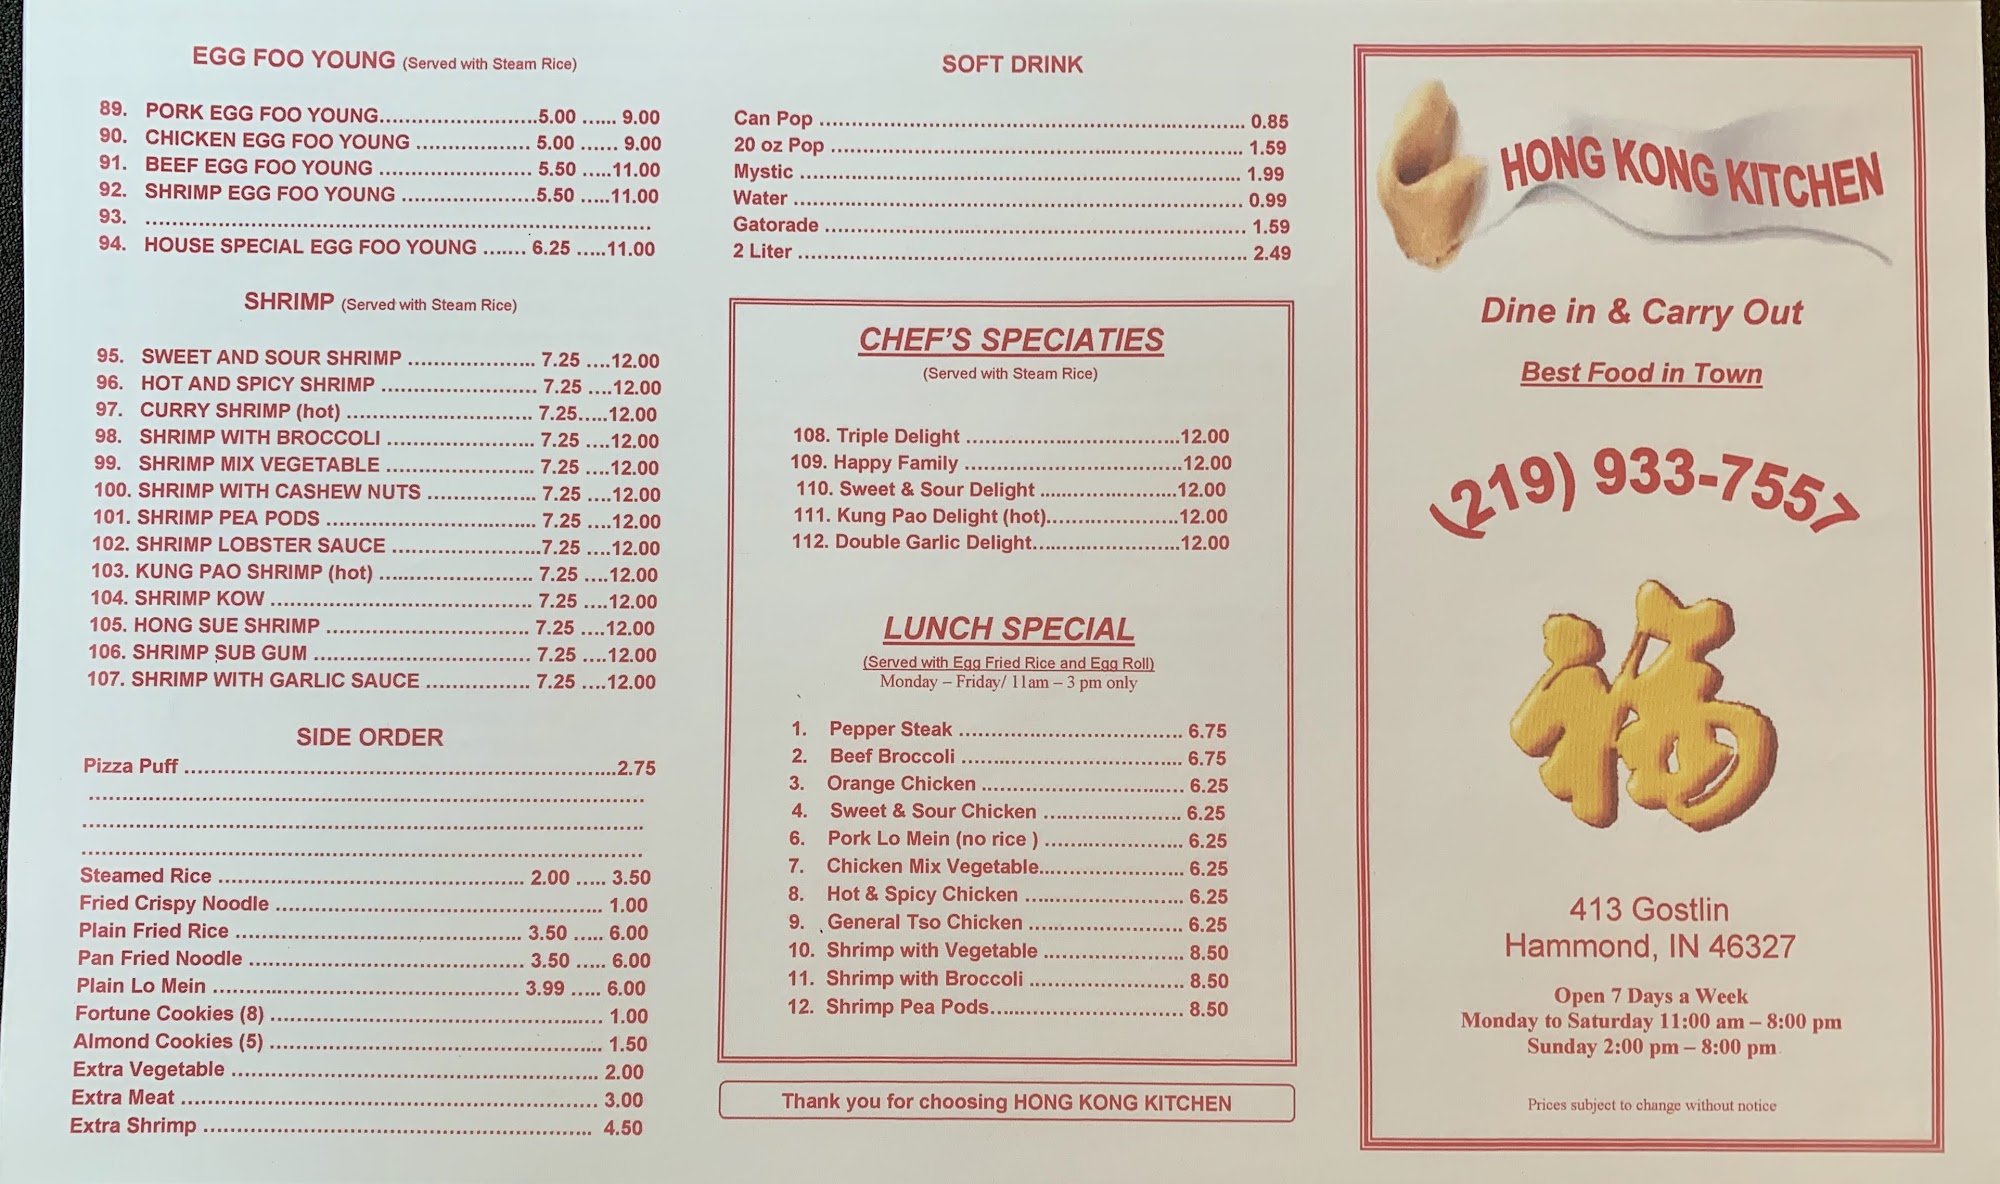 EGG FOO YOUNG (Served with Steam Rice)
89. PORK EGG FOO YOUNG........................5.00 ...... 9.00
90. CHICKEN EGG FOO YOUNG ................. 5.00 ...... 9.00
91. BEEF EGG FOO YOUNG ....................... 5.50 .....11.00
92. SHRIMP EGG FOO YOUNG ....................5.50 .....11.00
93. ............................................................................
94. HOUSE SPECIAL EGG FOO YOUNG ....... 6.25 .....11.00
SHRIMP (Served with Steam Rice)
95. SWEET AND SOUR SHRIMP ................... 7.25 ....12.00
96. HOT AND SPICY SHRIMP ....................... 7.25 ....12.00
97. CURRY SHRIMP (hot) ............................ 7.25.....12.00
98. SHRIMP WITH BROCCOLI ...................... 7.25 ....12.00
99. SHRIMP MIX VEGETABLE ...................... 7.25 ....12.00
100. SHRIMP WITH CASHEW NUTS ................ 7.25 ....12.00
101. SHRIMP PEA PODS ............................... 7.25 ....12.00
102. SHRIMP LOBSTER SAUCE ......................7.25 ....12.00
103. KUNG PAO SHRIMP (hot) ....................... 7.25 ....12.00
104. SHRIMP KOW ....................................... 7.25 ....12.00
105. HONG SUE SHRIMP .............................. 7.25 ....12.00
106. SHRIMP SUB GUM ................................ 7.25 ....12.00
107. SHRIMP WITH GARLIC SAUCE ................ 7.25 ....12.00
SIDE ORDER
Pizza Puff .................................................................2.75
...................................................................................
...................................................................................
...................................................................................
Steamed Rice .............................................. 2.00 ..... 3.50
Fried Crispy Noodle ................................................. 1.00
Plain Fried Rice ........................................... 3.50 ..... 6.00
Pan Fried Noodle ......................................... 3.50 ..... 6.00
Plain Lo Mein .............................................. 3.99 ..... 6.00
Fortune Cookies (8) .................................................. 1.00
Almond Cookies (5) .................................................. 1.50
Extra Vegetable ....................................................... 2.00
Extra Meat ............................................................... 3.00
Extra Shrimp ........................................................... 4.50
SOFT DRINK
Can Pop ................................................................ 0.85
20 oz Pop .............................................................. 1.59
Mystic .................................................................. 1.99
Water .................................................................... 0.99
Gatorade ............................................................... 1.59
2 Liter .................................................................... 2.49
CHEF'S SPECIATIES
(Served with Steam Rice)
108. Triple Delight ................................12.00
109. Happy Family .................................12.00
110. Sweet & Sour Delight .....................12.00
111. Kung Pao Delight (hot)....................12.00
112. Double Garlic Delight......................12.00
LUNCH SPECIAL
(Served with Egg Fried Rice and Egg Roll)
Monday – Friday/ 11am – 3 pm only
1. Pepper Steak .................................. 6.75
2. Beef Broccoli .................................. 6.75
3. Orange Chicken ............................... 6.25
4. Sweet & Sour Chicken ..................... 6.25
6. Pork Lo Mein (no rice ) ..................... 6.25
7. Chicken Mix Vegetable...................... 6.25
8. Hot & Spicy Chicken ........................ 6.25
9. General Tso Chicken ....................... 6.25
10. Shrimp with Vegetable ..................... 8.50
11. Shrimp with Broccoli ....................... 8.50
12. Shrimp Pea Pods............................. 8.50
Thank you for choosing HONG KONG KITCHEN
HONG KONG KITCHEN
Dine in & Carry Out
Best Food in Town
(219) 933-7557
福
413 Gostlin
Hammond, IN 46327
Open 7 Days a Week
Monday to Saturday 11:00 am – 8:00 pm
Sunday 2:00 pm – 8:00 pm
Prices subject to change without notice